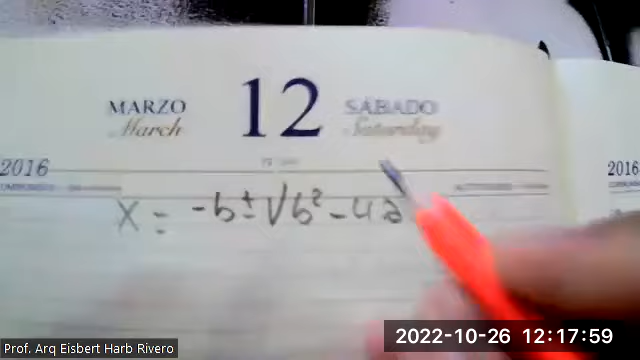 MARZO 12 SÁBADO
March Saturday
2016 2016
x = -b ± √b² - 4a
Prof. Arq Eisbert Harb Rivero
2022-10-26 12:17:59